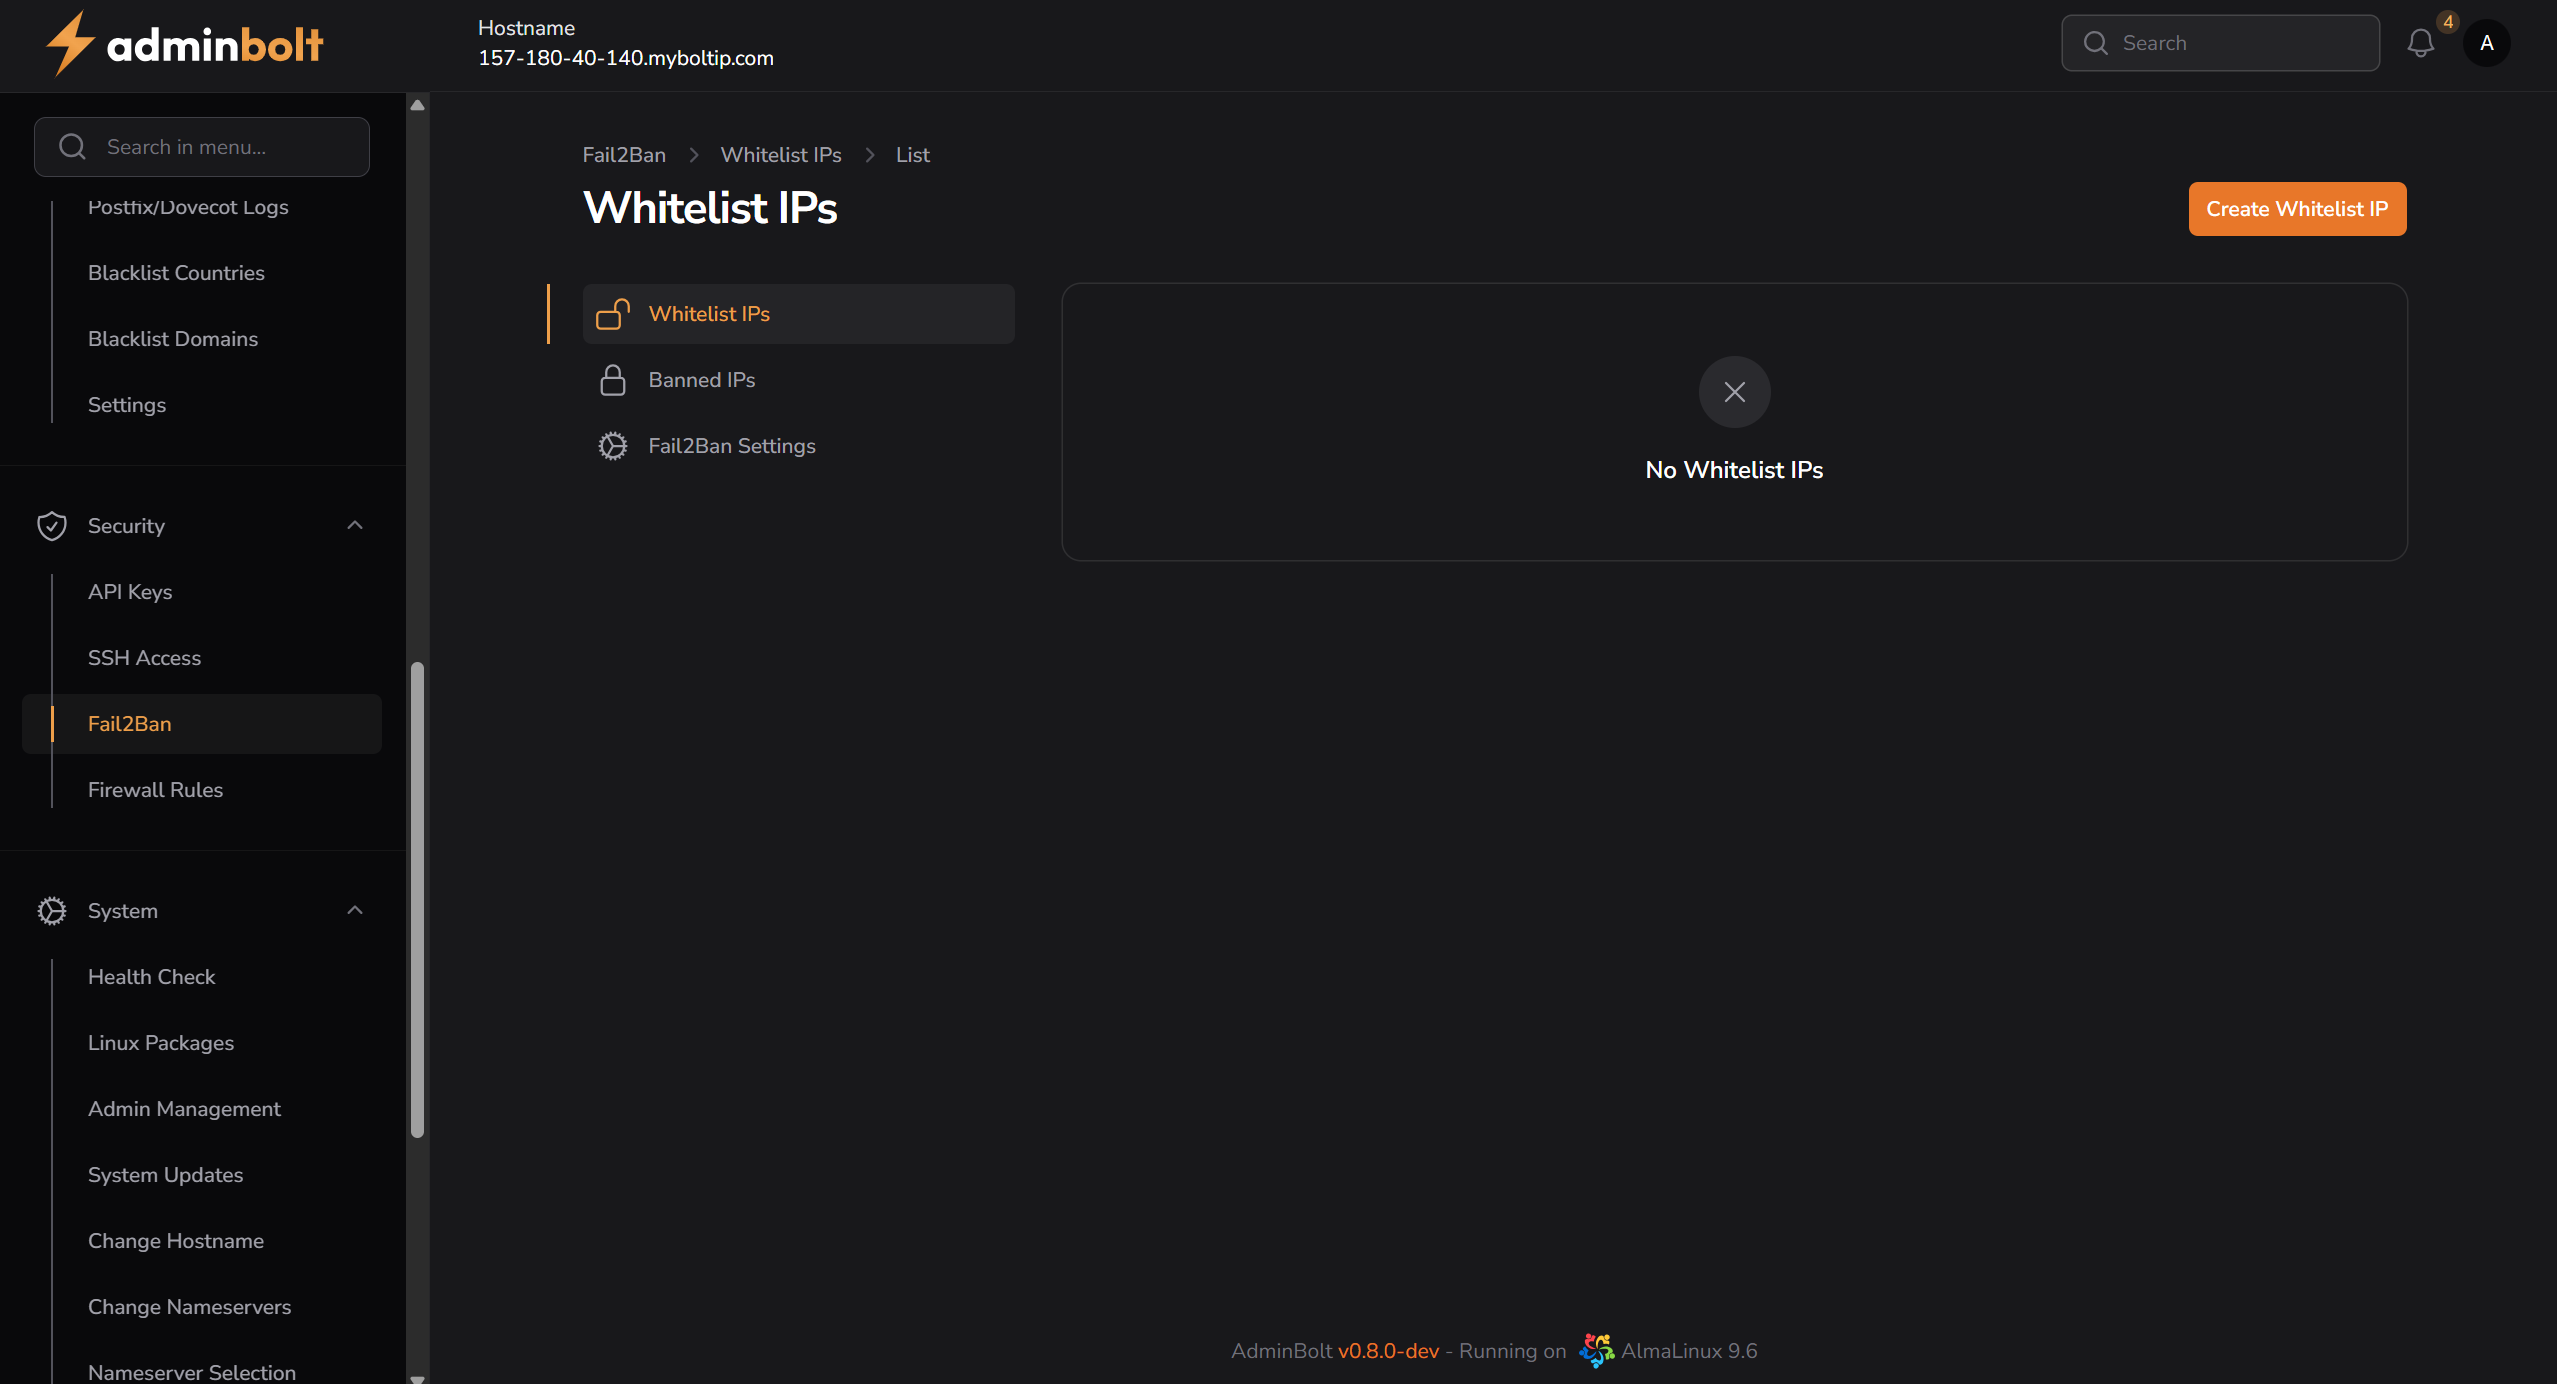 adminbolt
Hostname
157-180-40-140.myboltip.com
Search
4
A
Search in menu...
Postfix/Dovecot Logs
Blacklist Countries
Blacklist Domains
Settings
Security
API Keys
SSH Access
Fail2Ban
Firewall Rules
System
Health Check
Linux Packages
Admin Management
System Updates
Change Hostname
Change Nameservers
Nameserver Selection
Fail2Ban > Whitelist IPs > List
Whitelist IPs
Create Whitelist IP
Whitelist IPs
Banned IPs
Fail2Ban Settings
No Whitelist IPs
AdminBolt v0.8.0-dev - Running on AlmaLinux 9.6